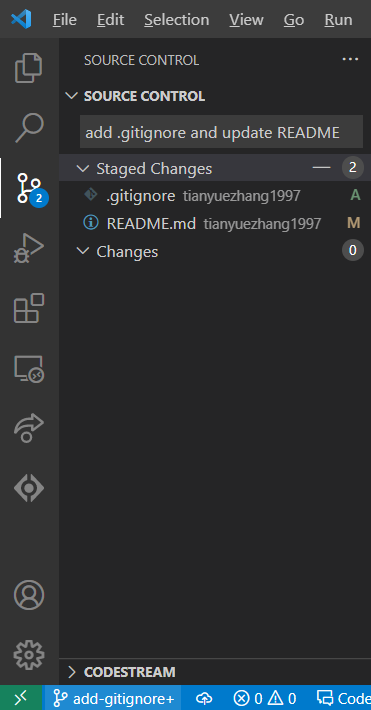 File Edit Selection View Go Run
SOURCE CONTROL
SOURCE CONTROL
add .gitignore and update README
Staged Changes 2
.gitignore tianyuezhang1997 A
2
README.md tianyuezhang1997 M
Changes 0
CODESTREAM
add-gitignore+ 0 0 Code